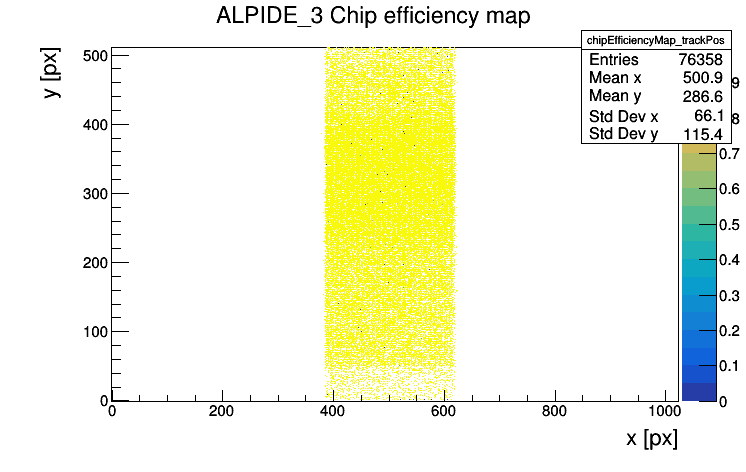 ALPIDE_3 Chip efficiency map
y [px]
500
400
300
200
100
0
0
200
400
600
800
1000
x [px]
chipEfficiencyMap_trackPos
Entries 76358
Mean x 500.9
Mean y 286.6
Std Dev x 66.1
Std Dev y 115.4
9
8
0.7
0.6
0.5
0.4
0.3
0.2
0.1
0